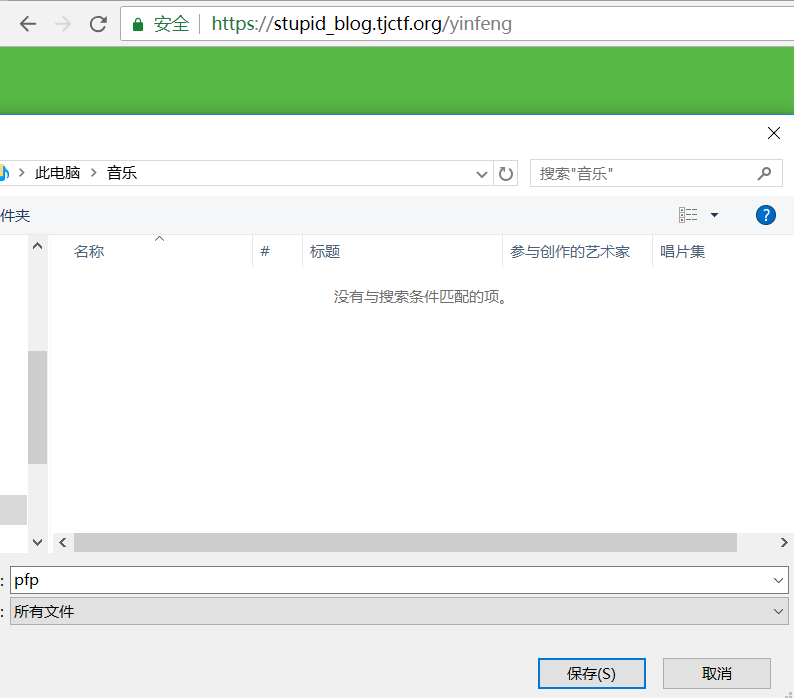 安全 https://stupid_blog.tjctf.org/yinfeng
此电脑 音乐 搜索"音乐"
件夹 ?
名称 # 标题 参与创作的艺术家 唱片集
没有与搜索条件匹配的项。
: pfp
: 所有文件
保存(S) 取消